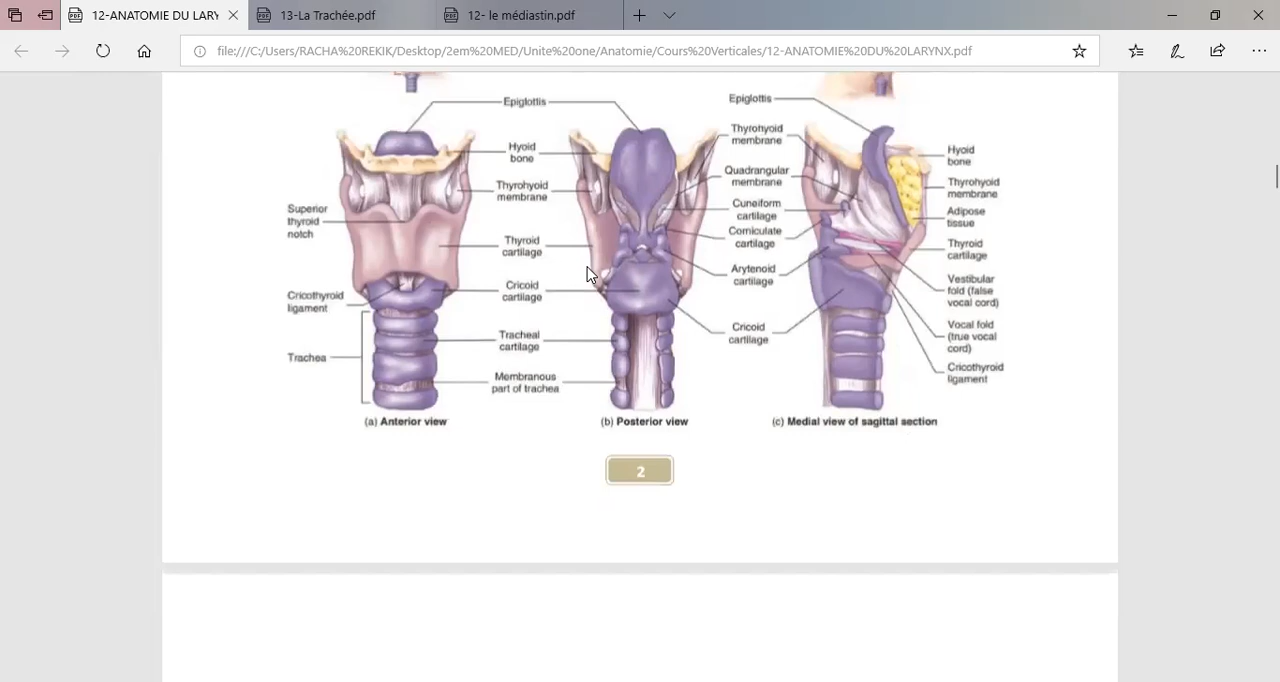 12-ANATOMIE DU LARY
13-La Trachée.pdf
12- le médiastin.pdf
file:///C:/Users/RACHA%20REKIK/Desktop/2em%20MED/Unite%20one/Anatomie/Cours%20Verticales/12-ANATOMIE%20DU%20LARYNX.pdf
Epiglottis
Hyoid
bone
Thyrohyoid
membrane
Superior
thyroid
notch
Thyroid
cartilage
Cricothyroid
ligament
Cricoid
cartilage
Trachea
Tracheal
cartilage
Membranous
part of trachea
(a) Anterior view
(b) Posterior view
Epiglottis
Thyrohyoid
membrane
Quadrangular
membrane
Cuneiform
cartilage
Corniculate
cartilage
Arytenoid
cartilage
Cricoid
cartilage
Hyoid
bone
Thyrohyoid
membrane
Adipose
tissue
Thyroid
cartilage
Vestibular
fold (false
vocal cord)
Vocal fold
(true vocal
cord)
Cricothyroid
ligament
(c) Medial view of sagittal section
2